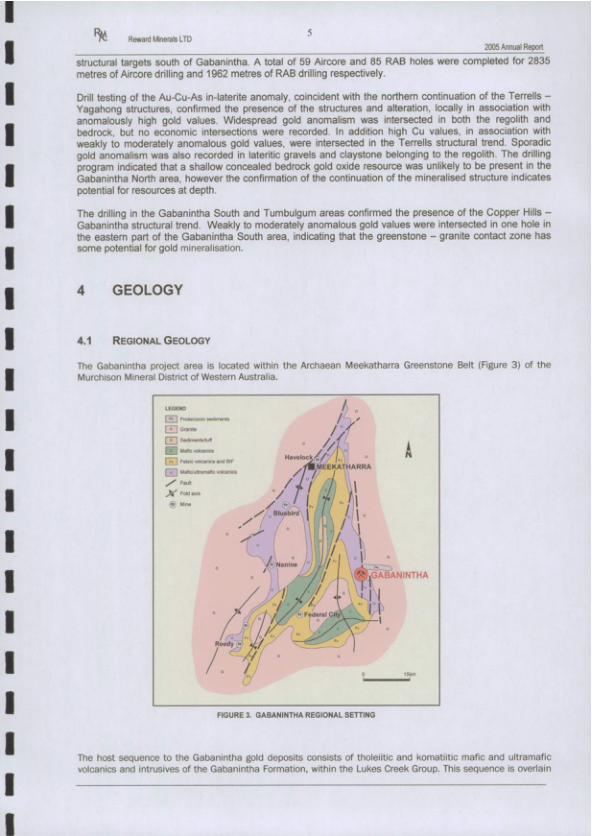 RM Reward Minerals LTD 5
2005 Annual Report
structural targets south of Gabanintha. A total of 59 Aircore and 85 RAB holes were completed for 2835
metres of Aircore drilling and 1962 metres of RAB drilling respectively.
Drill testing of the Au-Cu-As in-laterite anomaly, coincident with the northern continuation of the Terrells –
Yagahong structures, confirmed the presence of the structures and alteration, locally in association with
anomalously high gold values. Widespread gold anomalism was intersected in both the regolith and
bedrock, but no economic intersections were recorded. In addition high Cu values, in association with
weakly to moderately anomalous gold values, were intersected in the Terrells structural trend. Sporadic
gold anomalism was also recorded in lateritic gravels and claystone belonging to the regolith. The drilling
program indicated that a shallow concealed bedrock gold oxide resource was unlikely to be present in the
Gabanintha North area, however the confirmation of the continuation of the mineralised structure indicates
potential for resources at depth.
The drilling in the Gabanintha South and Tumbulgum areas confirmed the presence of the Copper Hills –
Gabanintha structural trend. Weakly to moderately anomalous gold values were intersected in one hole in
the eastern part of the Gabanintha South area, indicating that the greenstone – granite contact zone has
some potential for gold mineralisation.
4 GEOLOGY
4.1 REGIONAL GEOLOGY
The Gabanintha project area is located within the Archaean Meekatharra Greenstone Belt (Figure 3) of the
Murchison Mineral District of Western Australia.
LEGEND
Proterozoic sediments
Granite
Sediments/tuff
Mafic volcanics
Felsic volcanics and BIF
Mafic/ultramafic volcanics
Fault
Fold axis
Mine
N
Havelock
MEEKATHARRA
Bluebird
Nannine
GABANINTHA
Federal City
Reedy
0 15km
FIGURE 3. GABANINTHA REGIONAL SETTING
The host sequence to the Gabanintha gold deposits consists of tholeiitic and komatiitic mafic and ultramafic
volcanics and intrusives of the Gabanintha Formation, within the Lukes Creek Group. This sequence is overlain